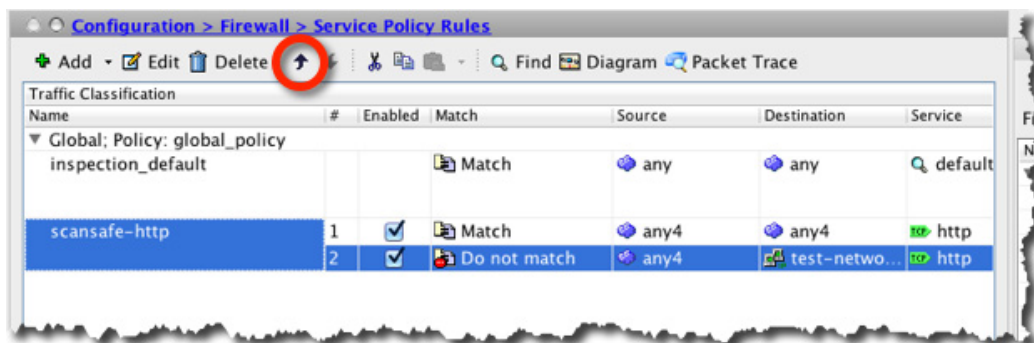 Configuration > Firewall > Service Policy Rules
Add Edit Delete Find Diagram Packet Trace
Traffic Classification
Name # Enabled Match Source Destination Service
Global; Policy: global_policy
inspection_default Match any any default
scansafe-http 1 Match any4 any4 TCP http
2 Do not match any4 test-netwo... TCP http